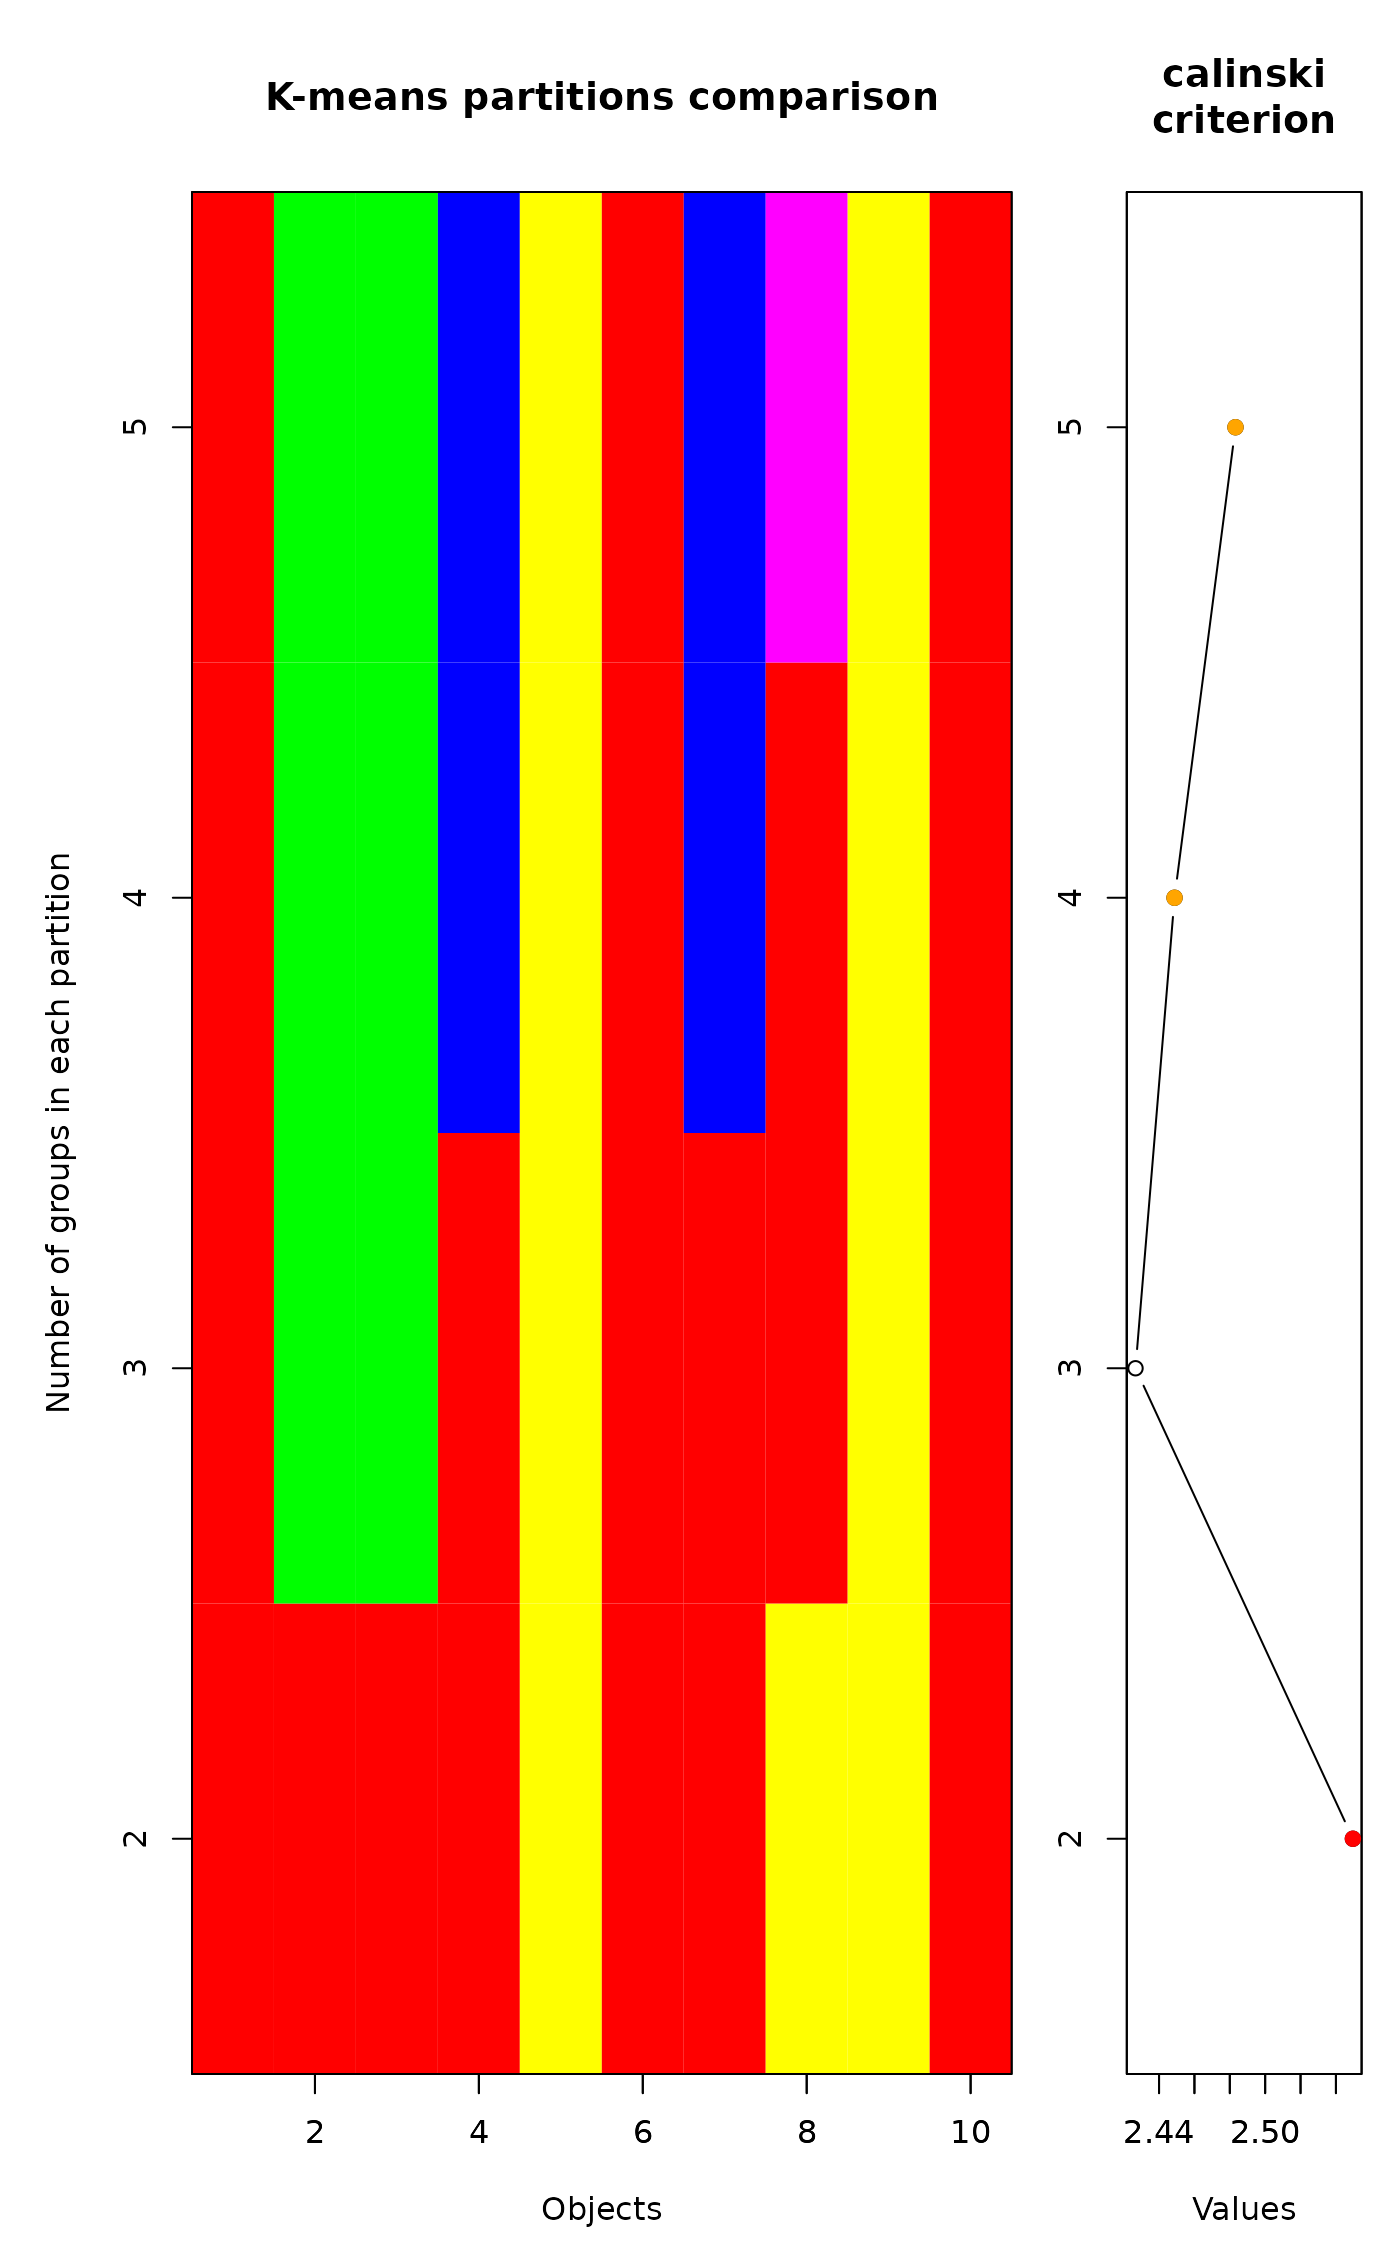 K-means partitions comparison
calinski
criterion
Number of groups in each partition
5
4
3
2
2 4 6 8 10
Objects
5
4
3
2
2.44 2.50
Values